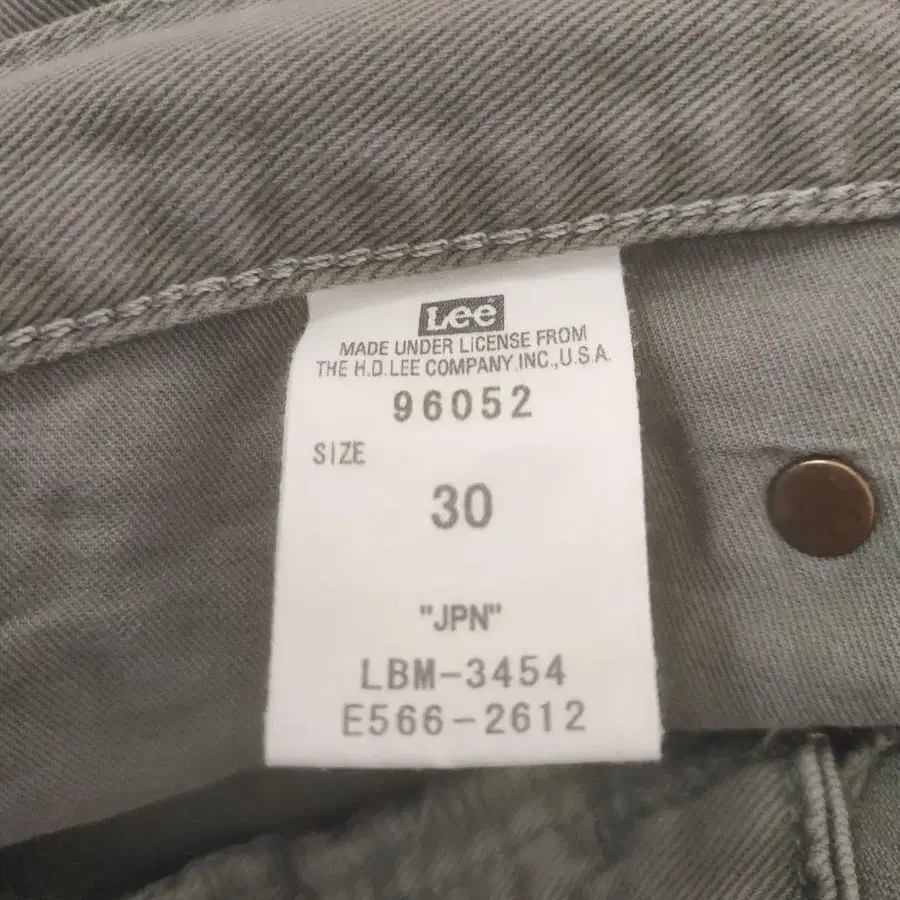 Lee
MADE UNDER LICENSE FROM
THE H.D.LEE COMPANY,INC.,U.S.A.
96052
SIZE
30
"JPN"
LBM-3454
E566-2612